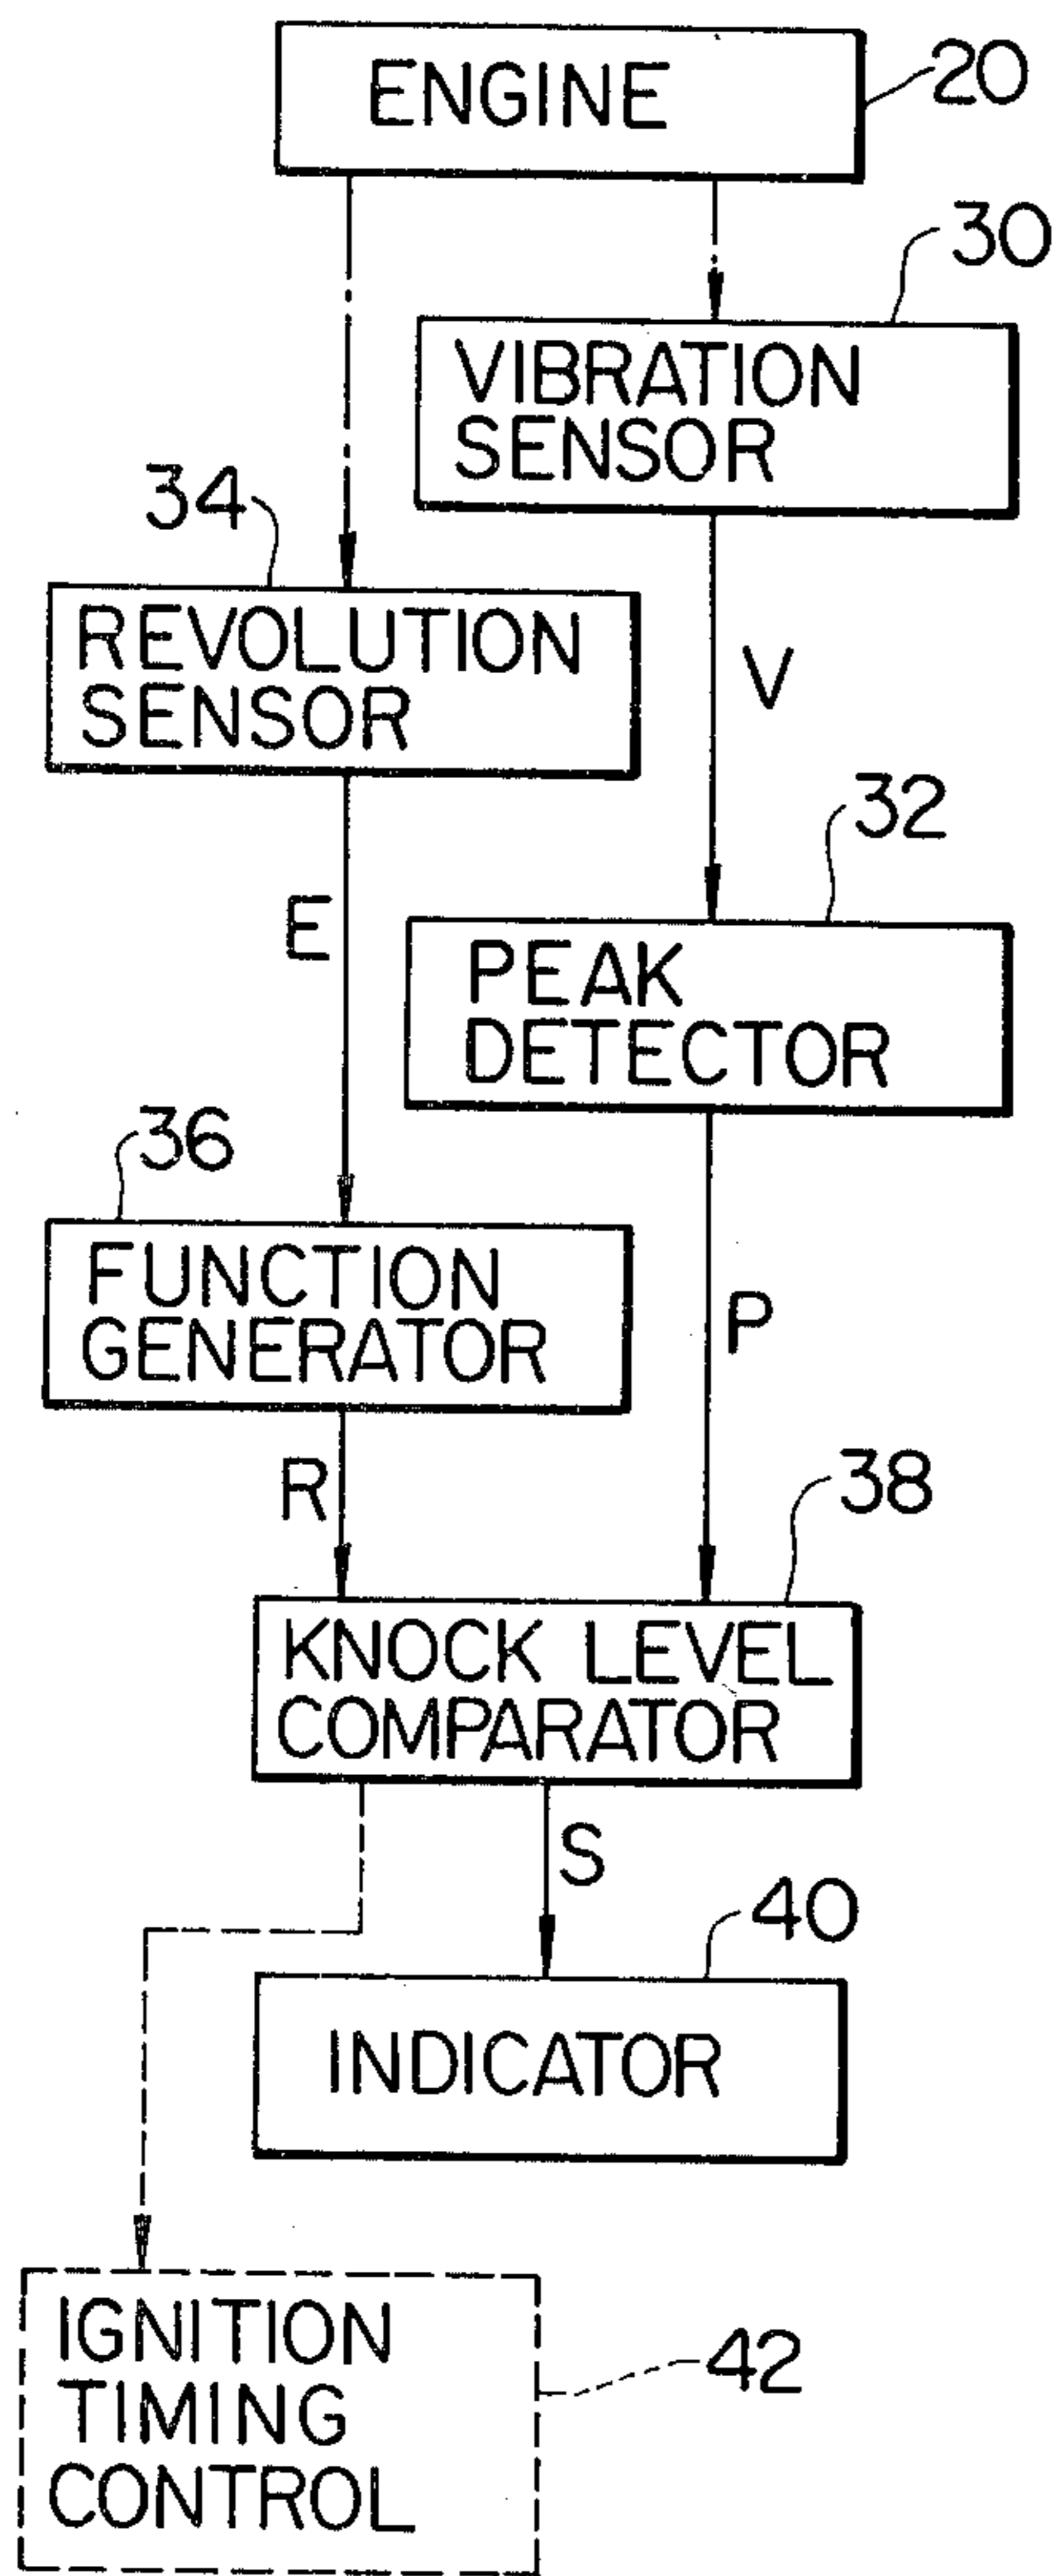 ENGINE
20
30
VIBRATION
SENSOR
34
REVOLUTION
SENSOR
V
32
E
PEAK
DETECTOR
36
FUNCTION
GENERATOR
P
R
38
KNOCK LEVEL
COMPARATOR
S
40
INDICATOR
IGNITION
TIMING
CONTROL
42